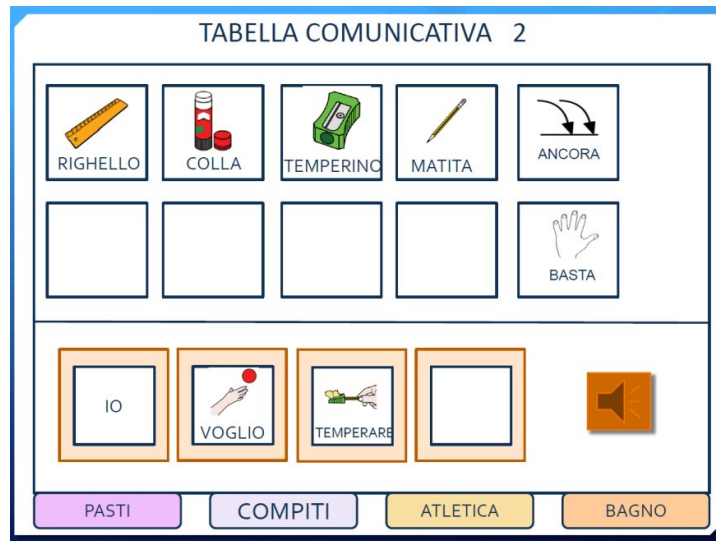 TABELLA COMUNICATIVA 2
RIGHELLO
COLLA
TEMPERINO
MATITA
ANCORA
BASTA
IO
VOGLIO
TEMPERARE
PASTI
COMPITI
ATLETICA
BAGNO